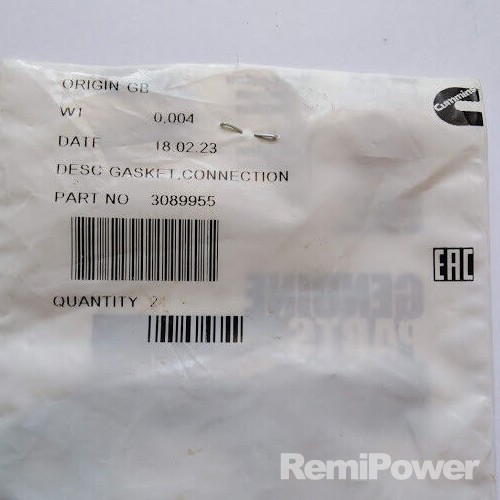 ORIGIN GB
WT 0,004
DATE 18.02.23
DESC GASKET,CONNECTION
PART NO 3089955
QUANTITY
Cummins
EAC
GENUINE
PARTS
RemiPower